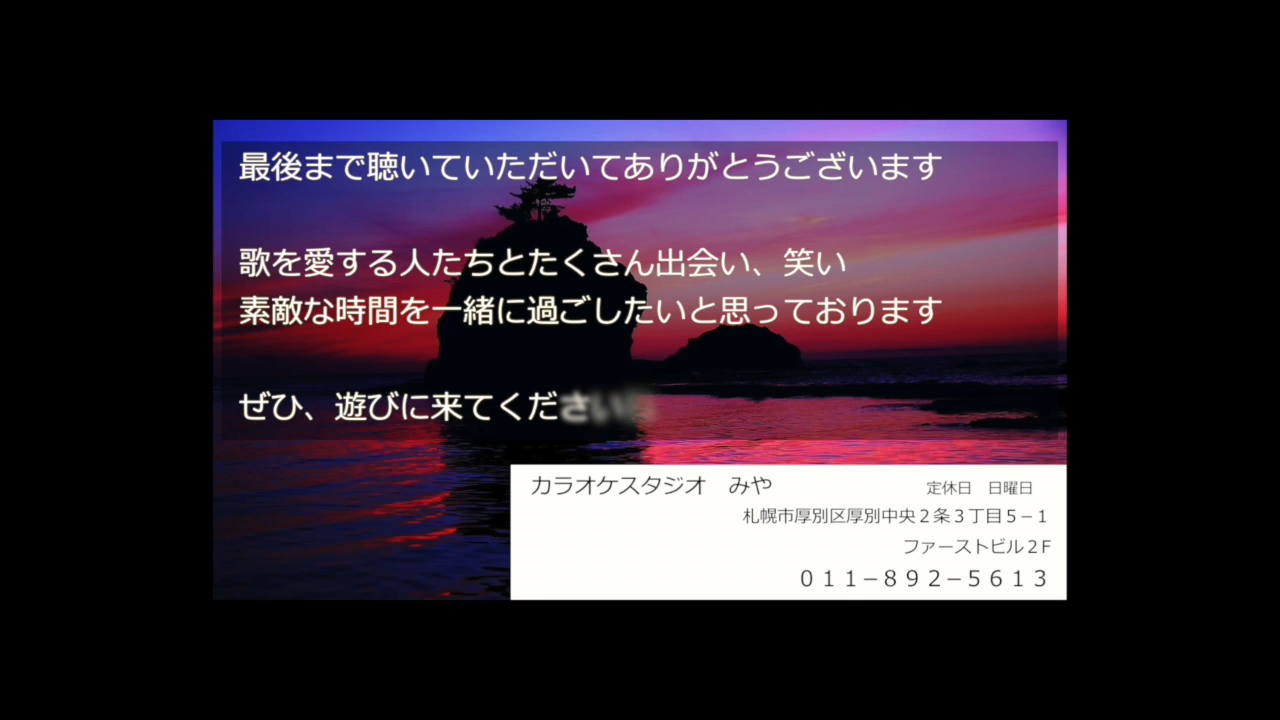 最後まで聴いていただいてありがとうございます
歌を愛する人たちとたくさん出会い、笑い
素敵な時間を一緒に過ごしたいと思っております
ぜひ、遊びに来てください
カラオケスタジオ　みや
定休日　日曜日
札幌市厚別区厚別中央２条３丁目５－１
ファーストビル２F
０１１－８９２－５６１３